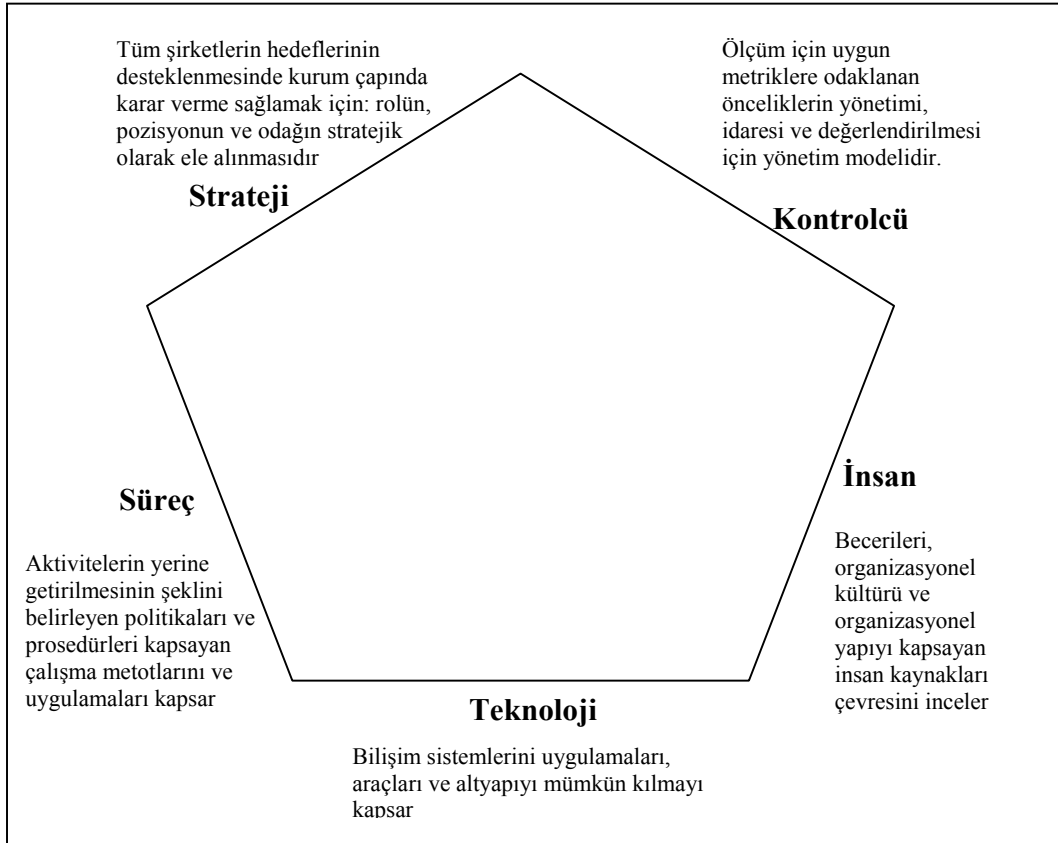 Tüm şirketlerin hedeflerinin
desteklenmesinde kurum çapında
karar verme sağlamak için: rolün,
pozisyonun ve odağın stratejik
olarak ele alınmasıdır
Strateji
Ölçüm için uygun
metriklere odaklanan
önceliklerin yönetimi,
idaresi ve değerlendirilmesi
için yönetim modelidir.
Kontrolcü
Süreç
Aktivitelerin yerine
getirilmesinin şeklini
belirleyen politikaları ve
prosedürleri kapsayan
çalışma metotlarını ve
uygulamaları kapsar
İnsan
Becerileri,
organizasyonel
kültürü ve
organizasyonel
yapıyı kapsayan
insan kaynakları
çevresini inceler
Teknoloji
Bilişim sistemlerini uygulamaları,
araçları ve altyapıyı mümkün kılmayı
kapsar